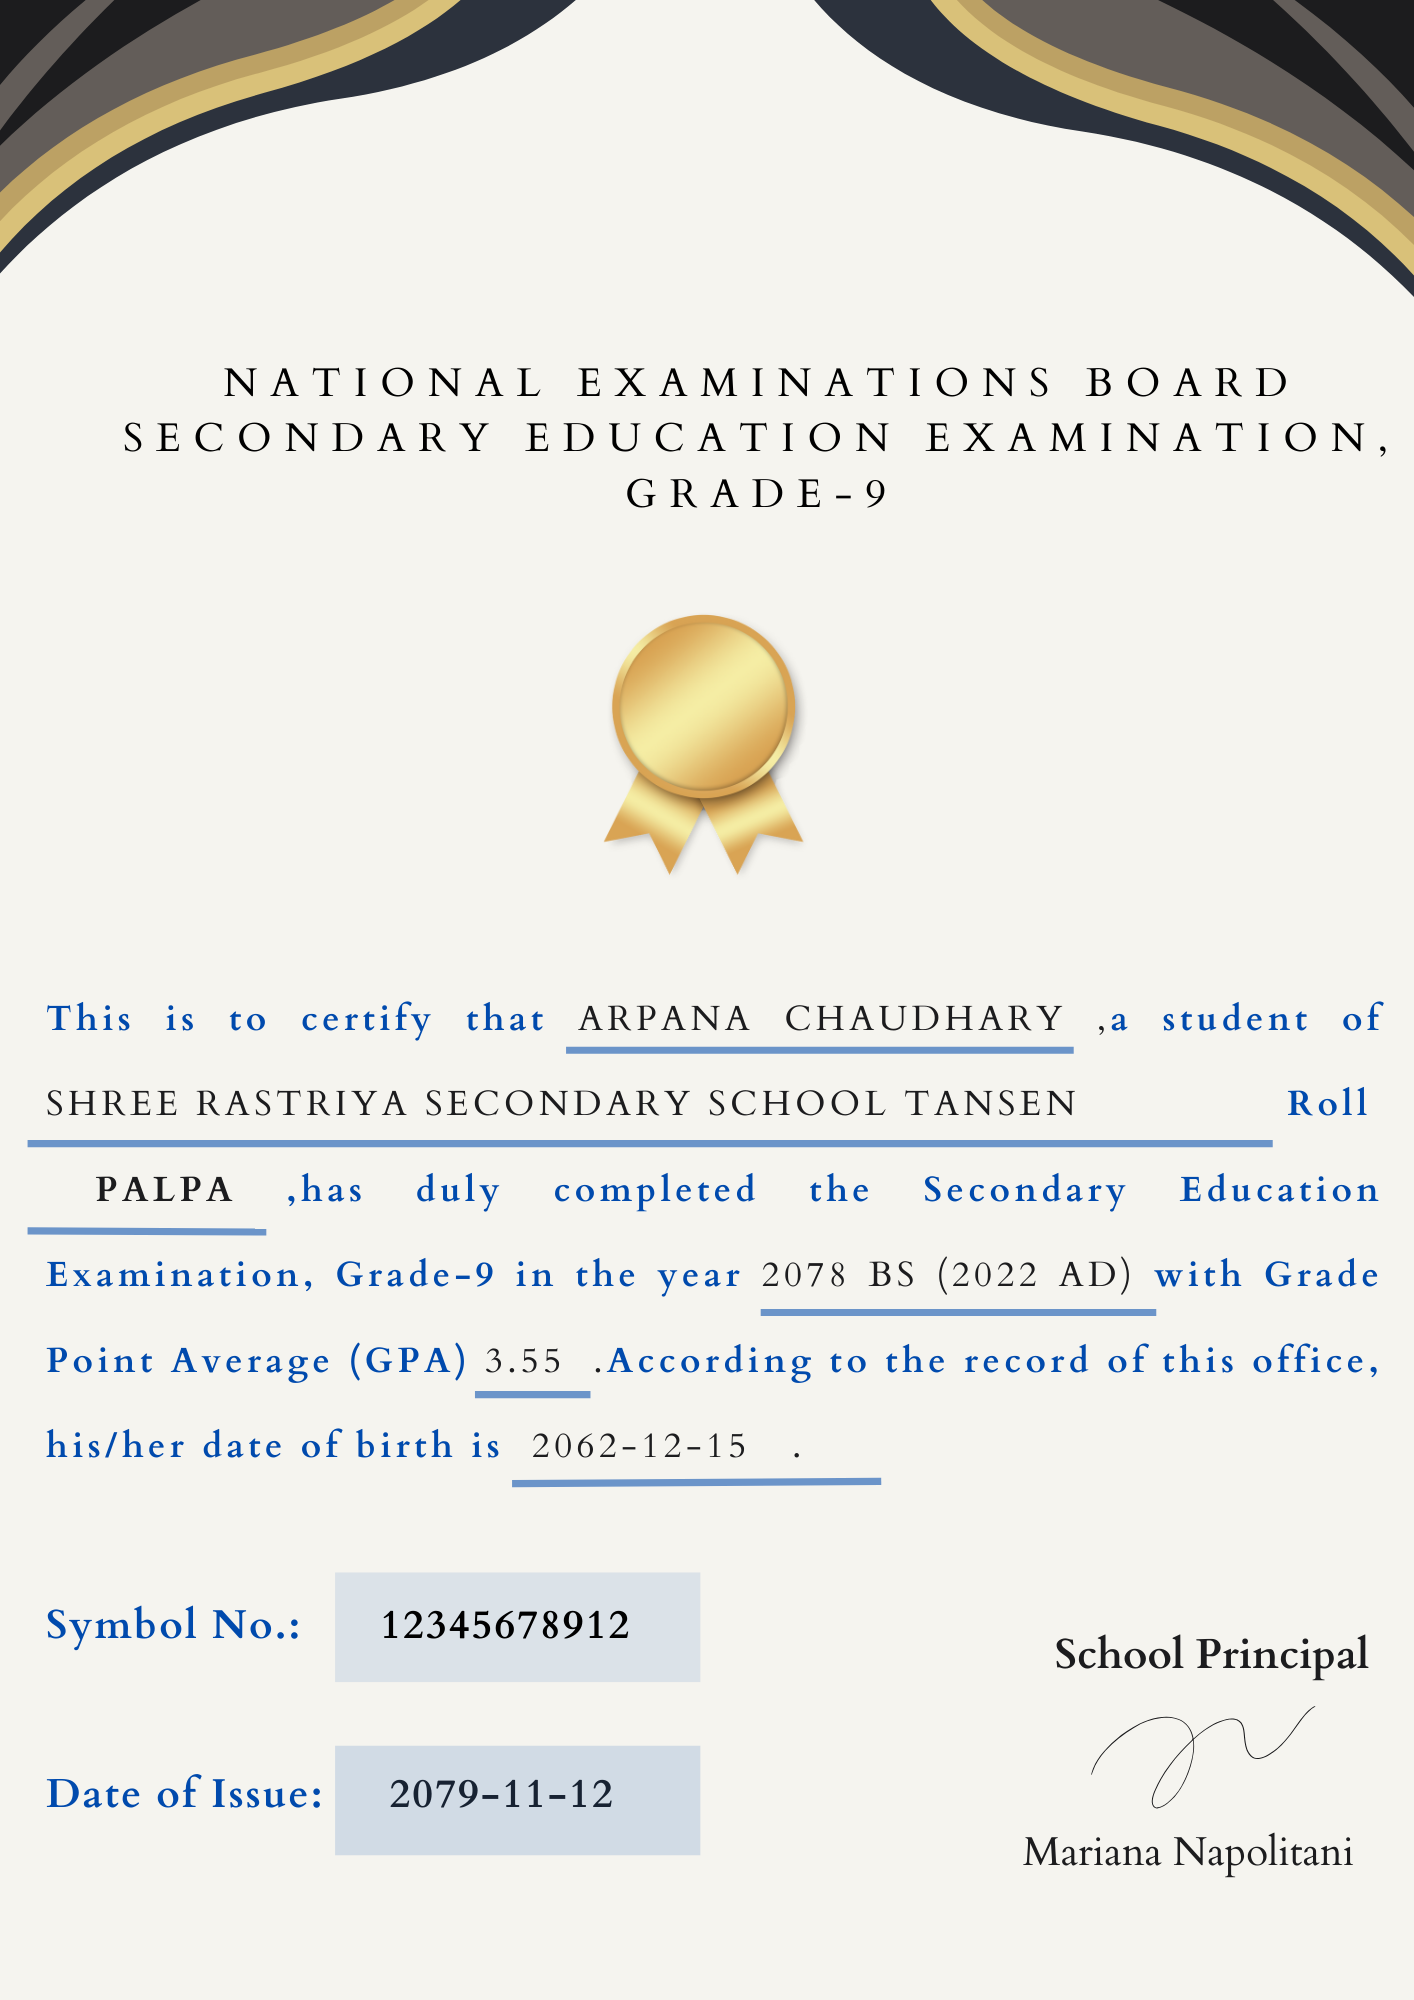 NATIONAL EXAMINATIONS BOARD
SECONDARY EDUCATION EXAMINATION,
GRADE-9
This is to certify that ARPANA CHAUDHARY ,a student of
SHREE RASTRIYA SECONDARY SCHOOL TANSEN Roll
PALPA ,has duly completed the Secondary Education
Examination, Grade-9 in the year 2078 BS (2022 AD) with Grade
Point Average (GPA) 3.55 .According to the record of this office,
his/her date of birth is 2062-12-15 .
Symbol No.: 12345678912
School Principal
Date of Issue: 2079-11-12
Mariana Napolitani